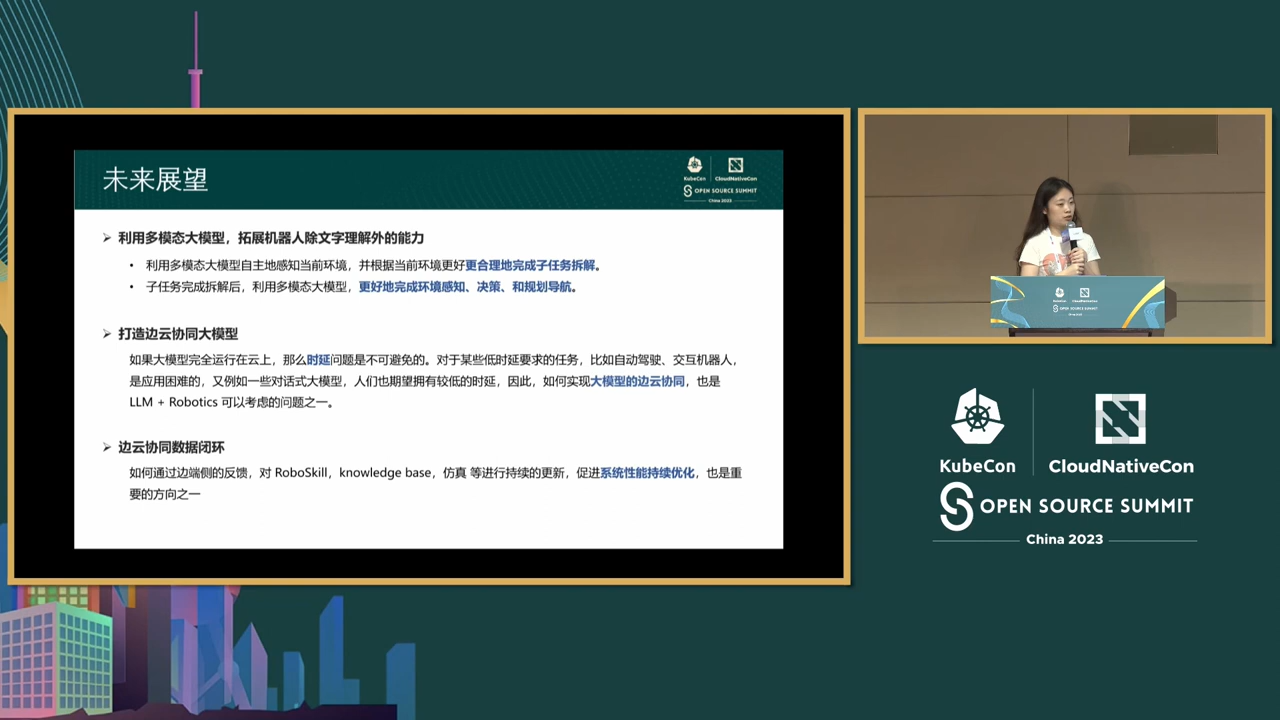 未来展望
KubeCon
CloudNativeCon
OPEN SOURCE SUMMIT
China 2023
利用多模态大模型，拓展机器人除文字理解外的能力
• 利用多模态大模型自主地感知当前环境，并根据当前环境更好更合理地完成子任务拆解。
• 子任务完成拆解后，利用多模态大模型，更好地完成环境感知、决策、和规划导航。
打造边云协同大模型
如果大模型完全运行在云上，那么时延问题是不可避免的。对于某些低时延要求的任务，比如自动驾驶、交互机器人，
是应用困难的，又例如一些对话式大模型，人们也期望拥有较低的时延，因此，如何实现大模型的边云协同，也是
LLM + Robotics 可以考虑的问题之一。
边云协同数据闭环
如何通过边端侧的反馈，对 RoboSkill，knowledge base，仿真 等进行持续的更新，促进系统性能持续优化，也是重
要的方向之一
KubeCon
CloudNativeCon
OPEN SOURCE SUMMIT
China 2023